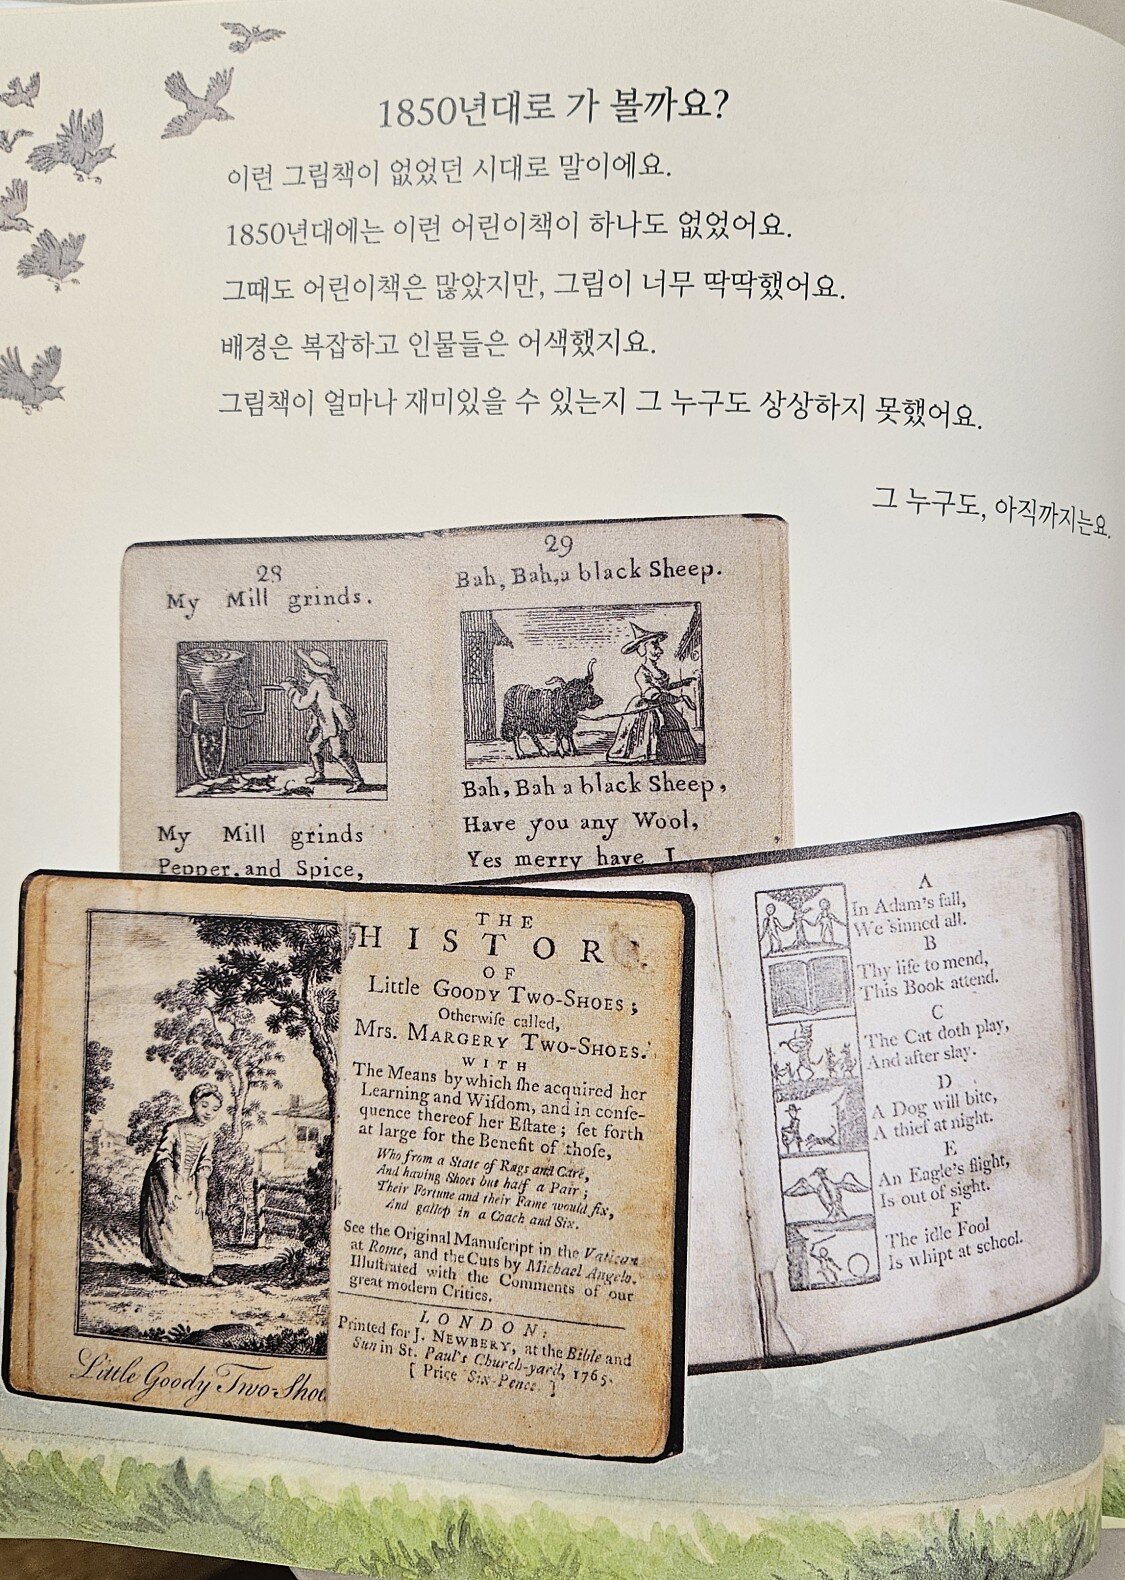 1850년대로 가 볼까요?
이런 그림책이 없었던 시대로 말이에요.
1850년대에는 이런 어린이책이 하나도 없었어요.
그때도 어린이책은 많았지만, 그림이 너무 딱딱했어요.
배경은 복잡하고 인물들은 어색했지요.
그림책이 얼마나 재미있을 수 있는지 그 누구도 상상하지 못했어요.
그 누구도, 아직까지는요.
28
My Mill grinds.
My Mill grinds
Pepper, and Spice,
29
Bah, Bah, a black Sheep.
Bah, Bah a black Sheep,
Have you any Wool,
Yes merry have I
Little Goody Two-Shoe
THE
HISTOR
OF
Little GOODY TWO-SHOES;
Otherwiſe called,
Mrs. MARGERY TWO-SHOES.
WITH
The Means by which ſhe acquired her
Learning and Wiſdom, and in conſe-
quence thereof her Eſtate; ſet forth
at large for the Benefit of thoſe,
Who from a State of Rags and Care,
And having Shoes but half a Pair;
Their Fortune and their Fame would fix,
And gallop in a Coach and Six.
See the Original Manuſcript in the Vatican
at Rome, and the Cuts by Michael Angelo.
Illuſtrated with the Comments of our
great modern Critics.
LONDON:
Printed for J. NEWBERY, at the Bible and
Sun in St. Paul's Church-yard, 1765.
[ Price Six-Pence. ]
A
In Adam's fall,
We sinned all.
B
Thy life to mend,
This Book attend.
C
The Cat doth play,
And after slay.
D
A Dog will bite,
A thief at night.
E
An Eagle's flight,
Is out of sight.
F
The idle Fool
Is whipt at school.